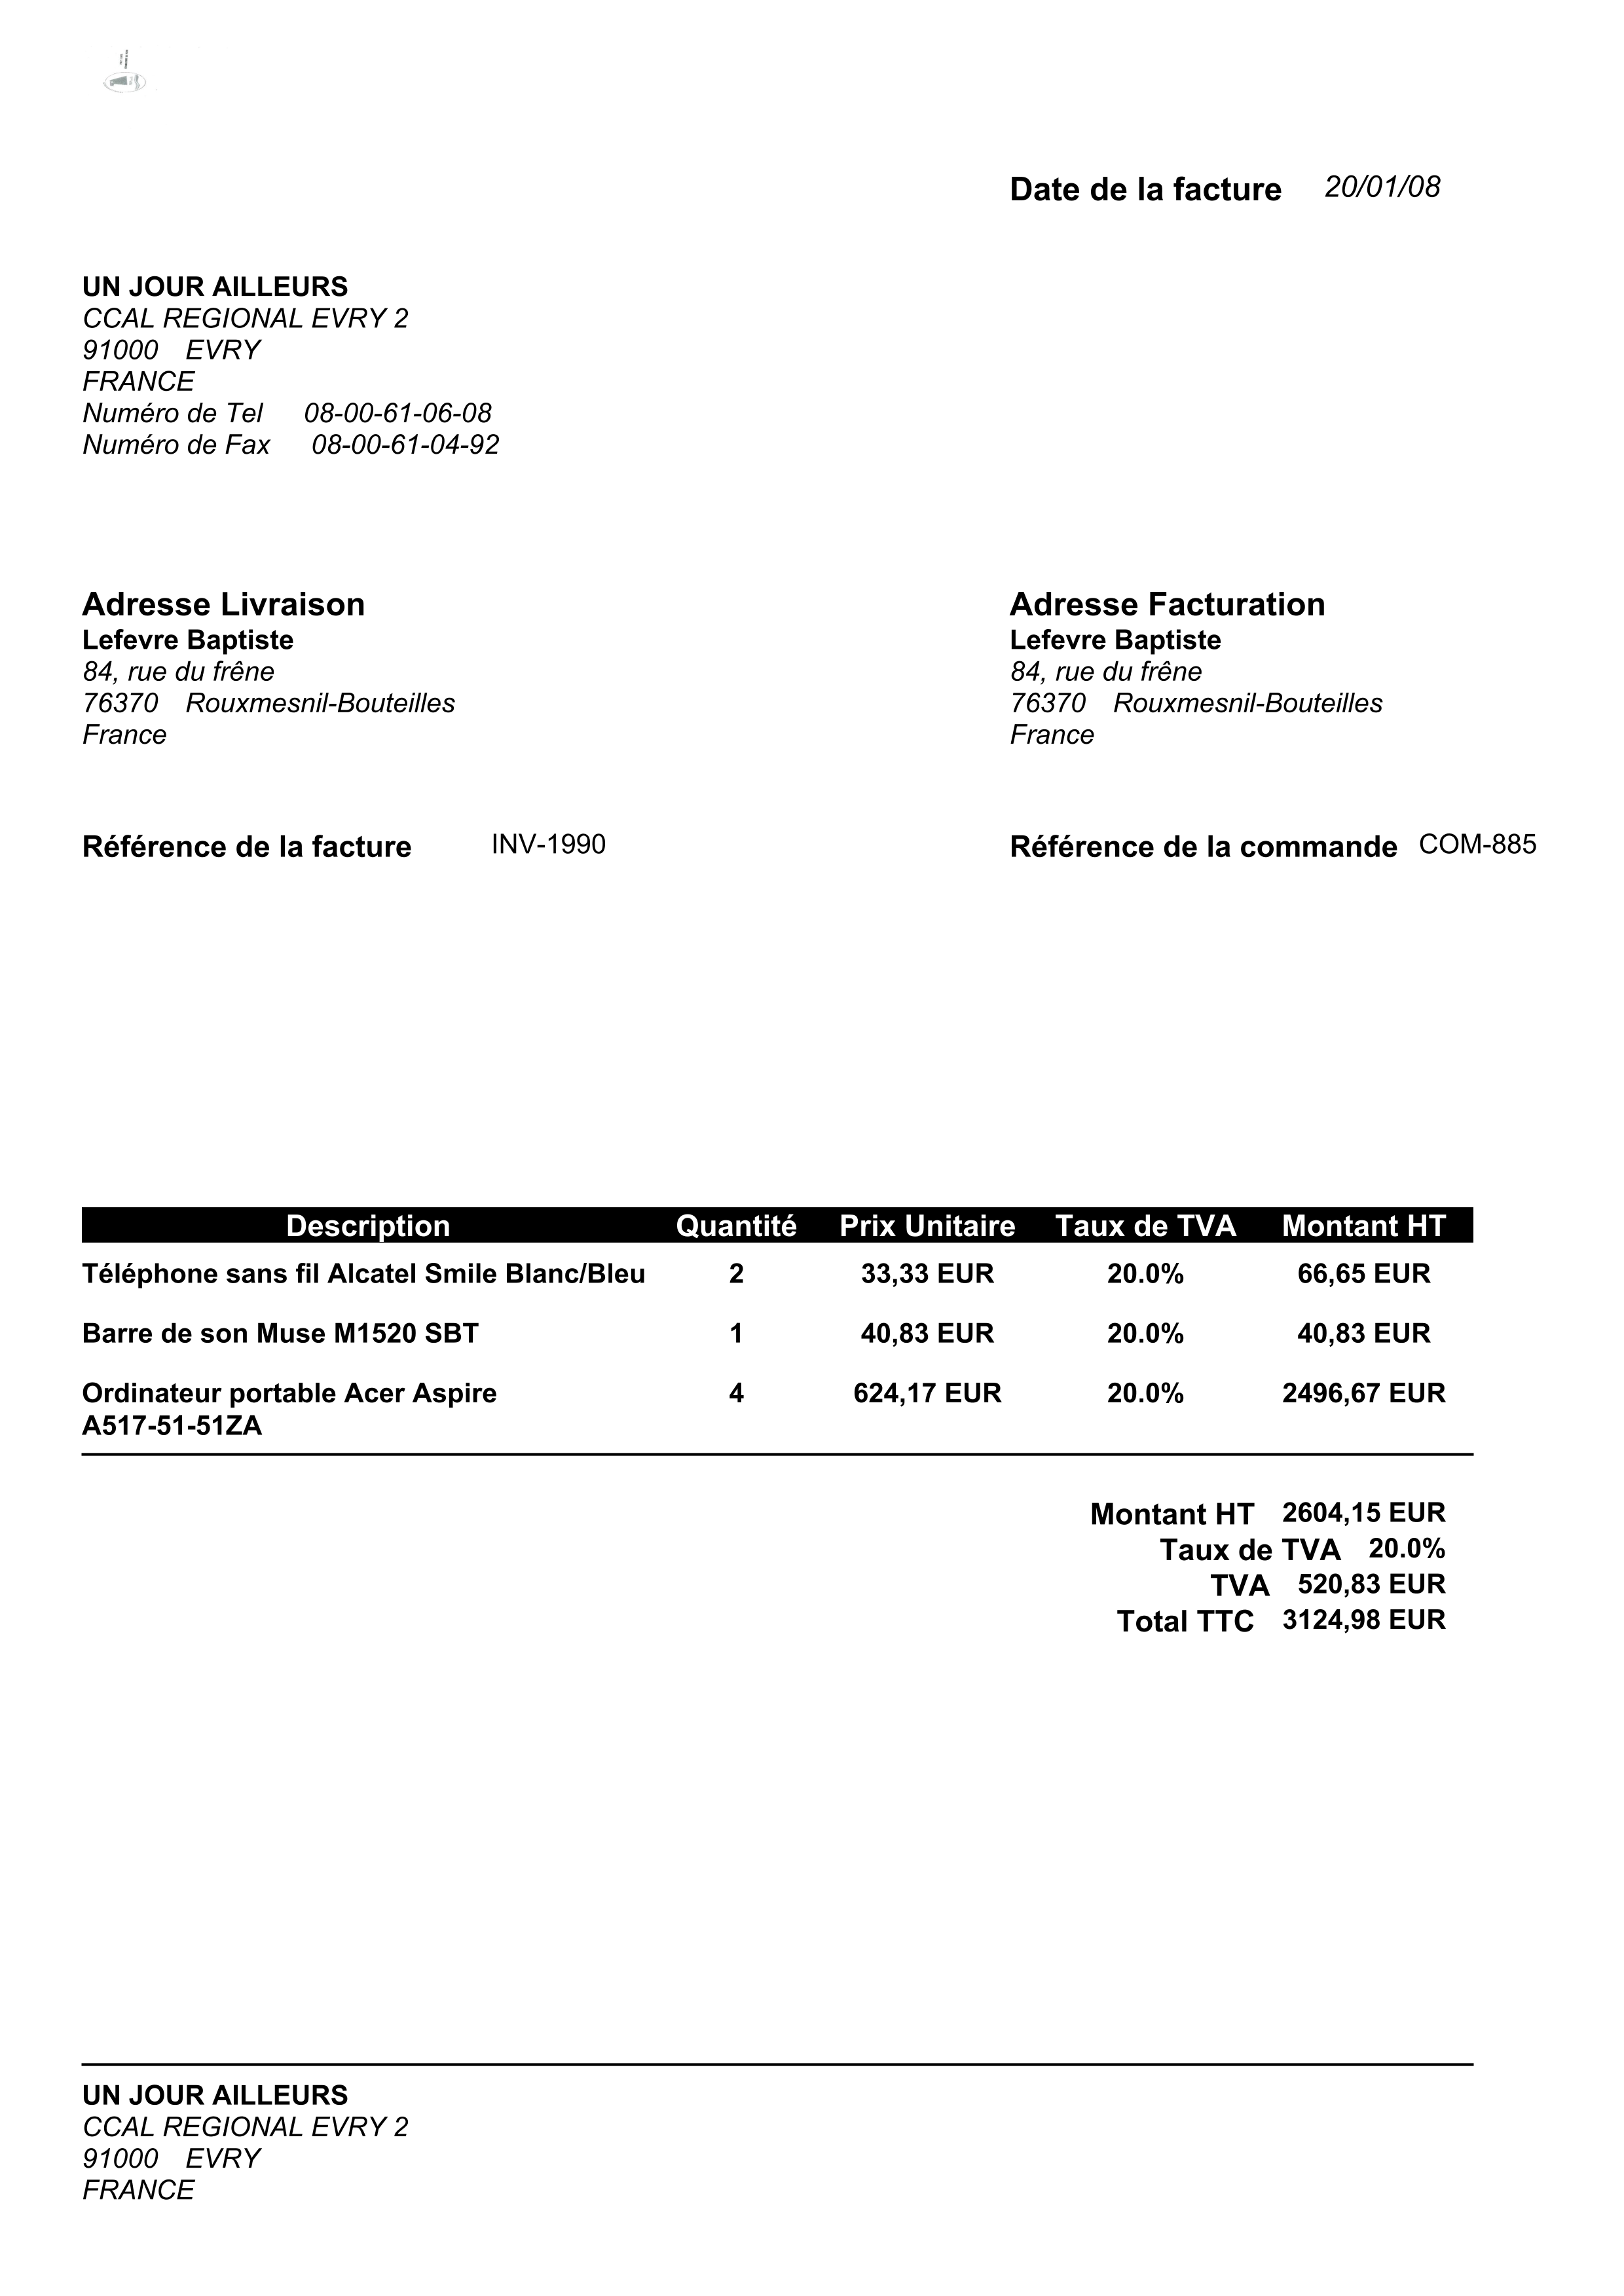 Date de la facture 20/01/08
UN JOUR AILLEURS
CCAL REGIONAL EVRY 2
91000 EVRY
FRANCE
Numéro de Tel 08-00-61-06-08
Numéro de Fax 08-00-61-04-92
Adresse Livraison
Lefevre Baptiste
84, rue du frêne
76370 Rouxmesnil-Bouteilles
France
Adresse Facturation
Lefevre Baptiste
84, rue du frêne
76370 Rouxmesnil-Bouteilles
France
Référence de la facture INV-1990
Référence de la commande COM-885
Description Quantité Prix Unitaire Taux de TVA Montant HT
Téléphone sans fil Alcatel Smile Blanc/Bleu 2 33,33 EUR 20.0% 66,65 EUR
Barre de son Muse M1520 SBT 1 40,83 EUR 20.0% 40,83 EUR
Ordinateur portable Acer Aspire 4 624,17 EUR 20.0% 2496,67 EUR
A517-51-51ZA
Montant HT 2604,15 EUR
Taux de TVA 20.0%
TVA 520,83 EUR
Total TTC 3124,98 EUR
UN JOUR AILLEURS
CCAL REGIONAL EVRY 2
91000 EVRY
FRANCE